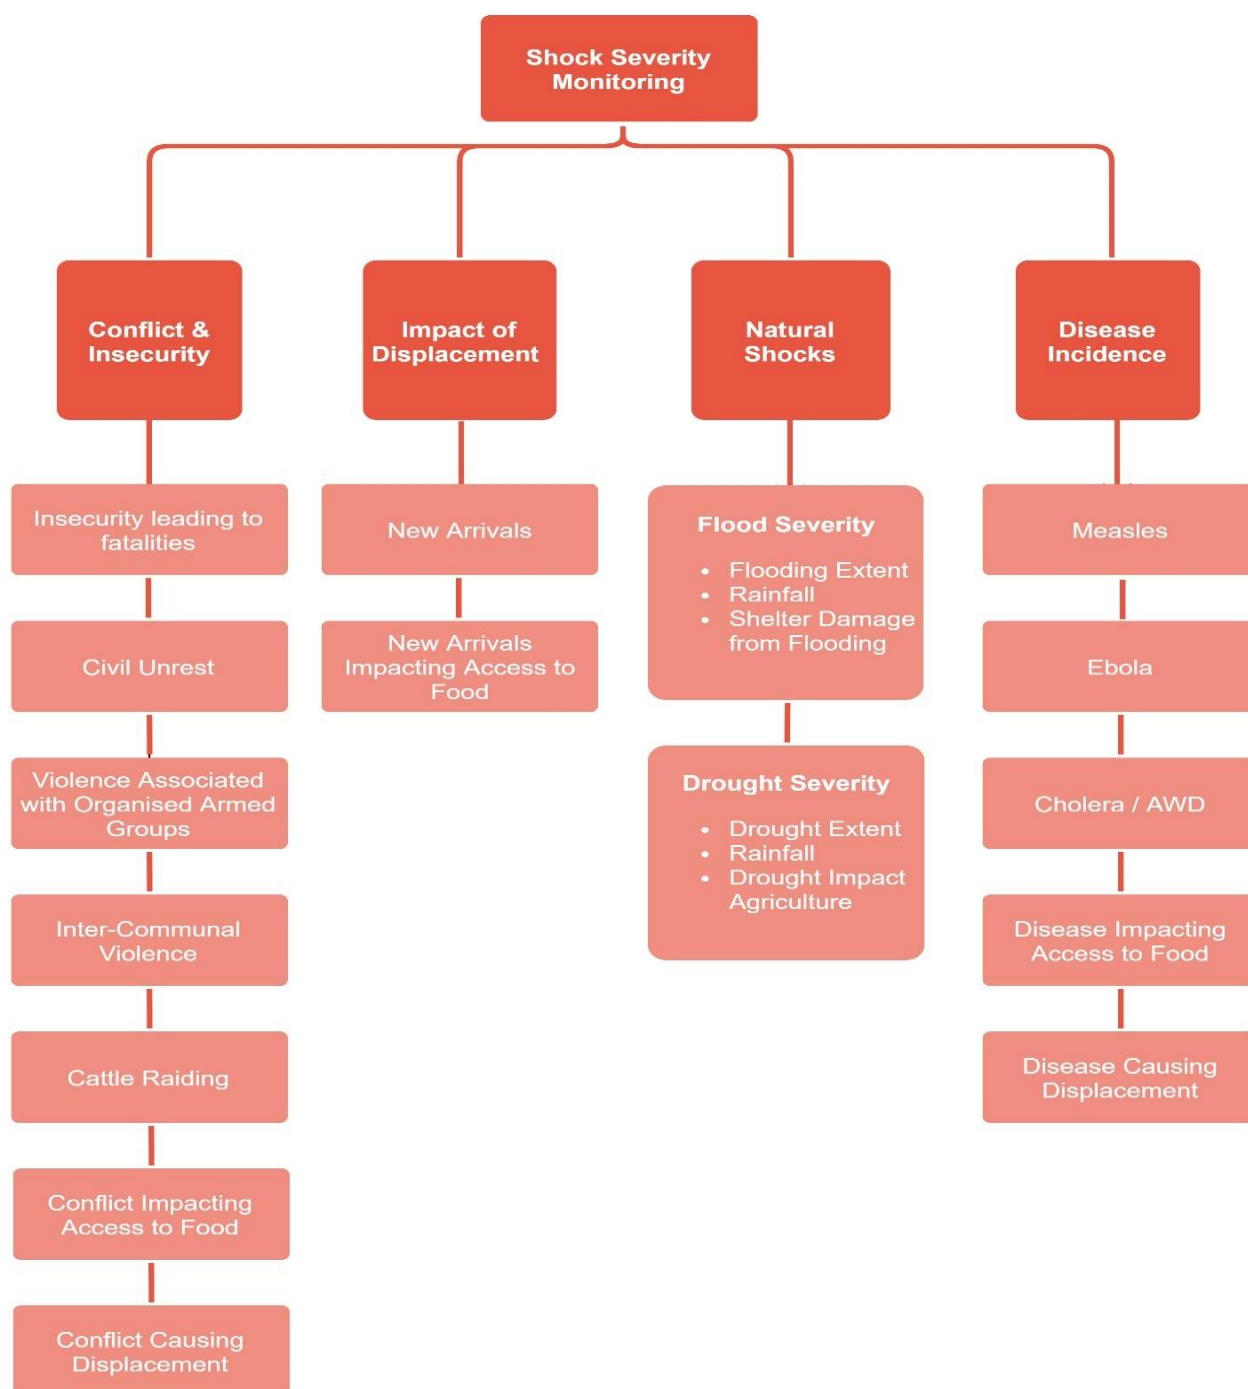 Shock Severity
Monitoring
Conflict &
Insecurity
Insecurity leading to
fatalities
Civil Unrest
Violence Associated
with Organised Armed
Groups
Inter-Communal
Violence
Cattle Raiding
Conflict Impacting
Access to Food
Conflict Causing
Displacement
Impact of
Displacement
New Arrivals
New Arrivals
Impacting Access to
Food
Natural
Shocks
Flood Severity
• Flooding Extent
• Rainfall
• Shelter Damage
from Flooding
Drought Severity
• Drought Extent
• Rainfall
• Drought Impact
Agriculture
Disease
Incidence
Measles
Ebola
Cholera / AWD
Disease Impacting
Access to Food
Disease Causing
Displacement